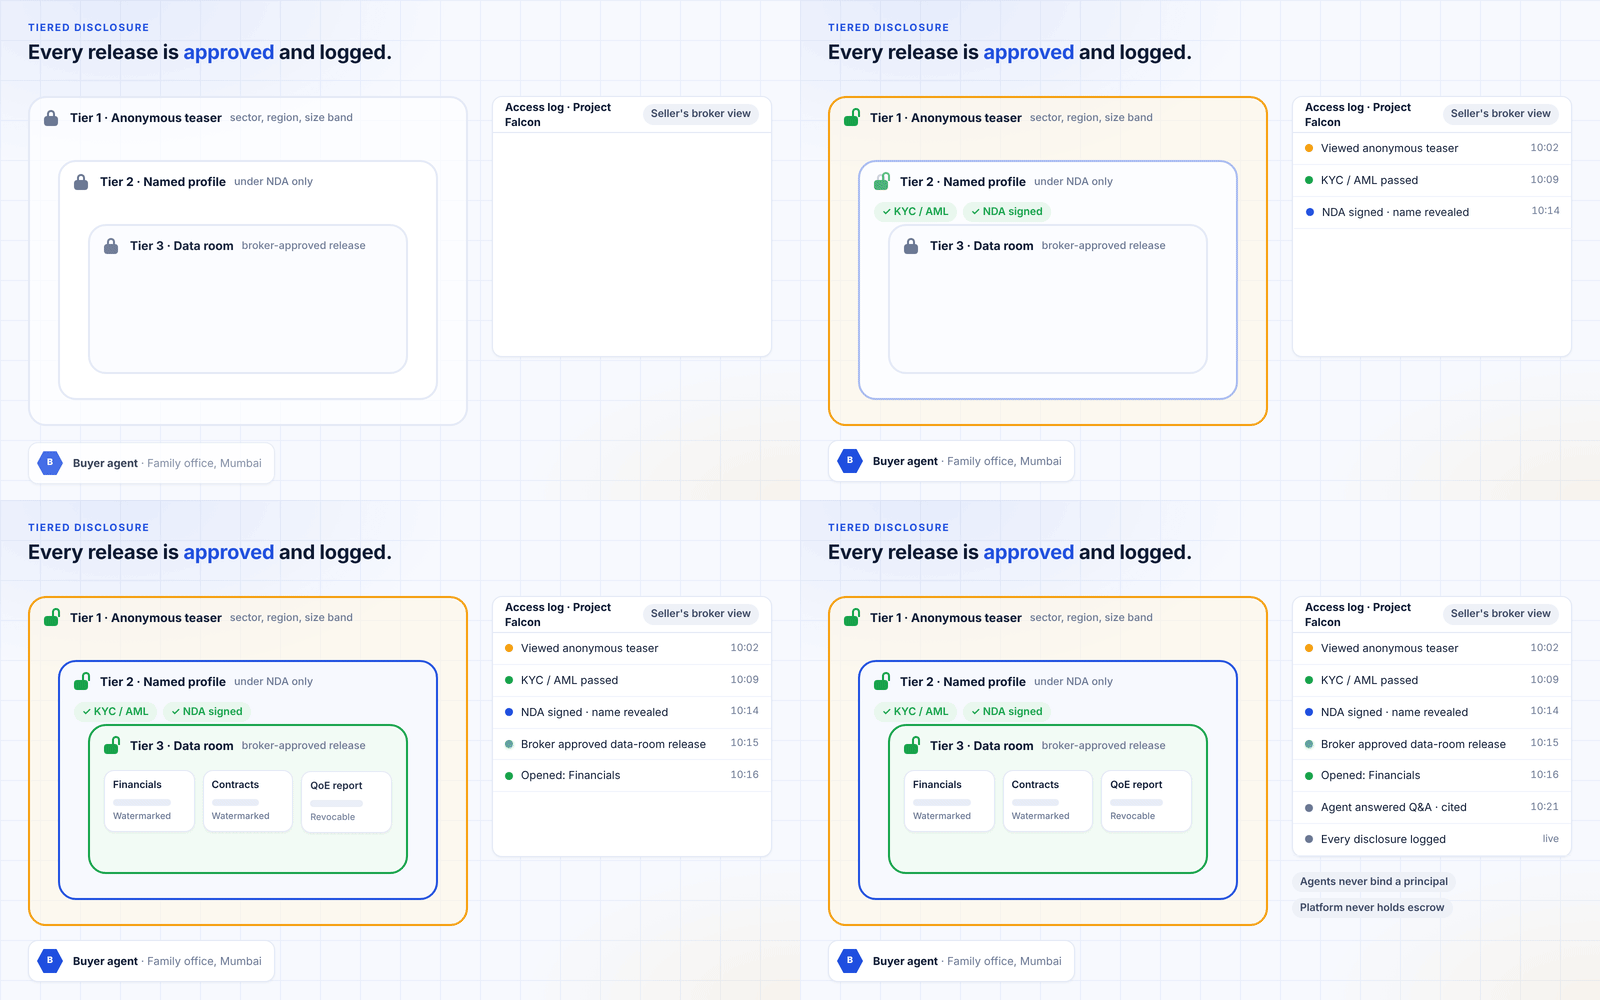 TIERED DISCLOSURE
Every release is approved and logged.
Tier 1 · Anonymous teaser sector, region, size band
Tier 2 · Named profile under NDA only
Tier 3 · Data room broker-approved release
Access log · Project
Falcon
Seller's broker view
B Buyer agent · Family office, Mumbai
TIERED DISCLOSURE
Every release is approved and logged.
Tier 1 · Anonymous teaser sector, region, size band
Tier 2 · Named profile under NDA only
✓ KYC / AML ✓ NDA signed
Tier 3 · Data room broker-approved release
Access log · Project
Falcon
Seller's broker view
Viewed anonymous teaser 10:02
KYC / AML passed 10:09
NDA signed · name revealed 10:14
B Buyer agent · Family office, Mumbai
TIERED DISCLOSURE
Every release is approved and logged.
Tier 1 · Anonymous teaser sector, region, size band
Tier 2 · Named profile under NDA only
✓ KYC / AML ✓ NDA signed
Tier 3 · Data room broker-approved release
Financials Contracts QoE report
Watermarked Watermarked Revocable
Access log · Project
Falcon
Seller's broker view
Viewed anonymous teaser 10:02
KYC / AML passed 10:09
NDA signed · name revealed 10:14
Broker approved data-room release 10:15
Opened: Financials 10:16
B Buyer agent · Family office, Mumbai
TIERED DISCLOSURE
Every release is approved and logged.
Tier 1 · Anonymous teaser sector, region, size band
Tier 2 · Named profile under NDA only
✓ KYC / AML ✓ NDA signed
Tier 3 · Data room broker-approved release
Financials Contracts QoE report
Watermarked Watermarked Revocable
Access log · Project
Falcon
Seller's broker view
Viewed anonymous teaser 10:02
KYC / AML passed 10:09
NDA signed · name revealed 10:14
Broker approved data-room release 10:15
Opened: Financials 10:16
Agent answered Q&A · cited 10:21
Every disclosure logged live
Agents never bind a principal
Platform never holds escrow
B Buyer agent · Family office, Mumbai